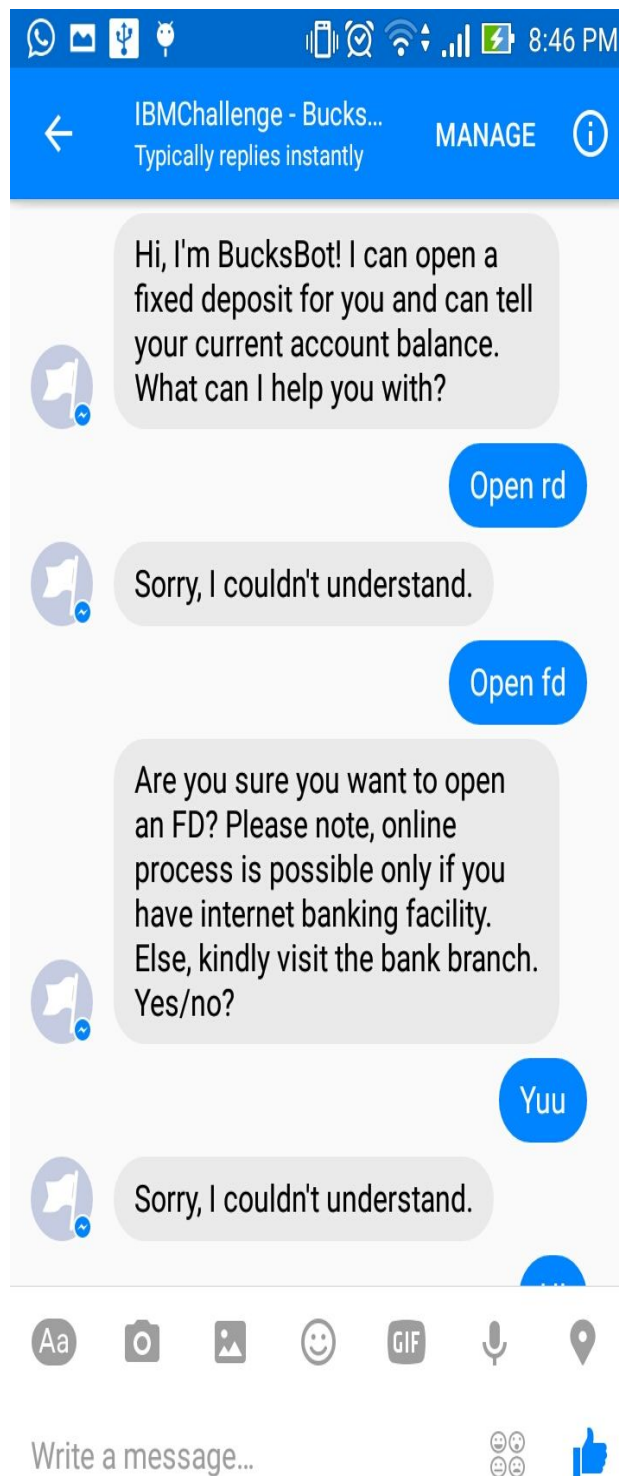 8:46 PM
IBMChallenge - Bucks...
Typically replies instantly
MANAGE
Hi, I'm BucksBot! I can open a
fixed deposit for you and can tell
your current account balance.
What can I help you with?
Open rd
Sorry, I couldn't understand.
Open fd
Are you sure you want to open
an FD? Please note, online
process is possible only if you
have internet banking facility.
Else, kindly visit the bank branch.
Yes/no?
Yuu
Sorry, I couldn't understand.
Aa
GIF
Write a message...